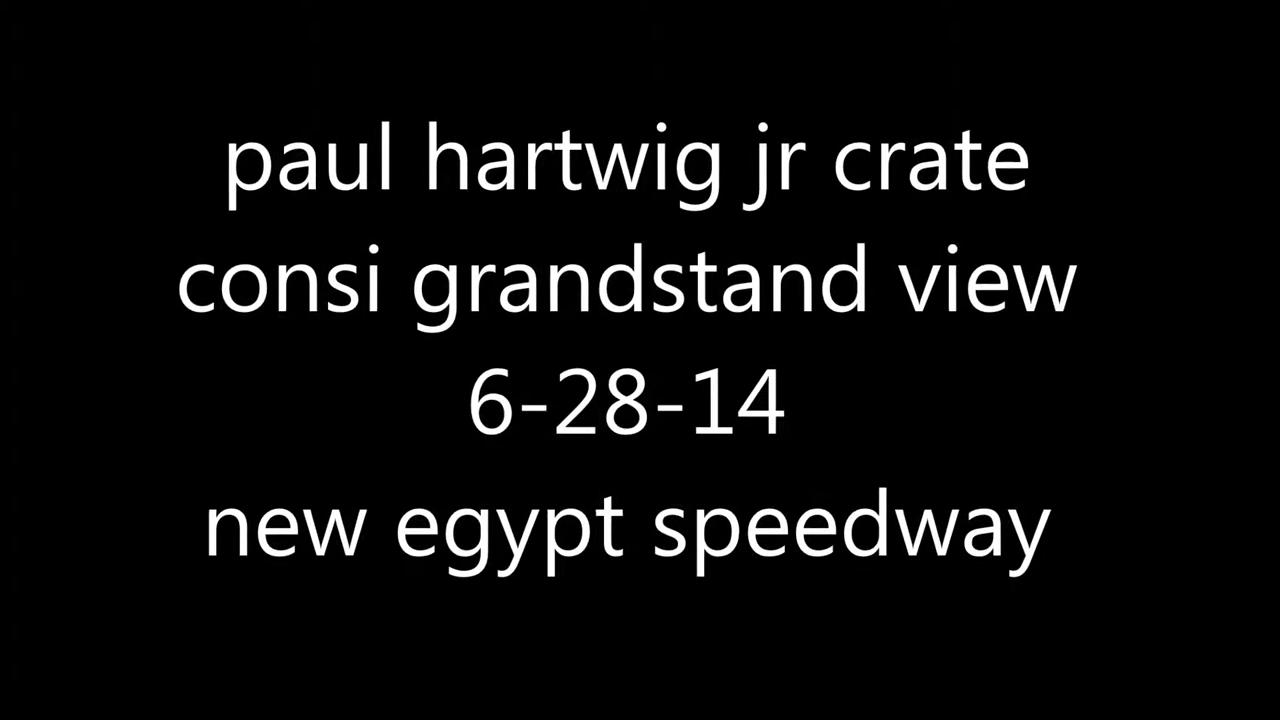 paul hartwig jr crate
consi grandstand view
6-28-14
new egypt speedway